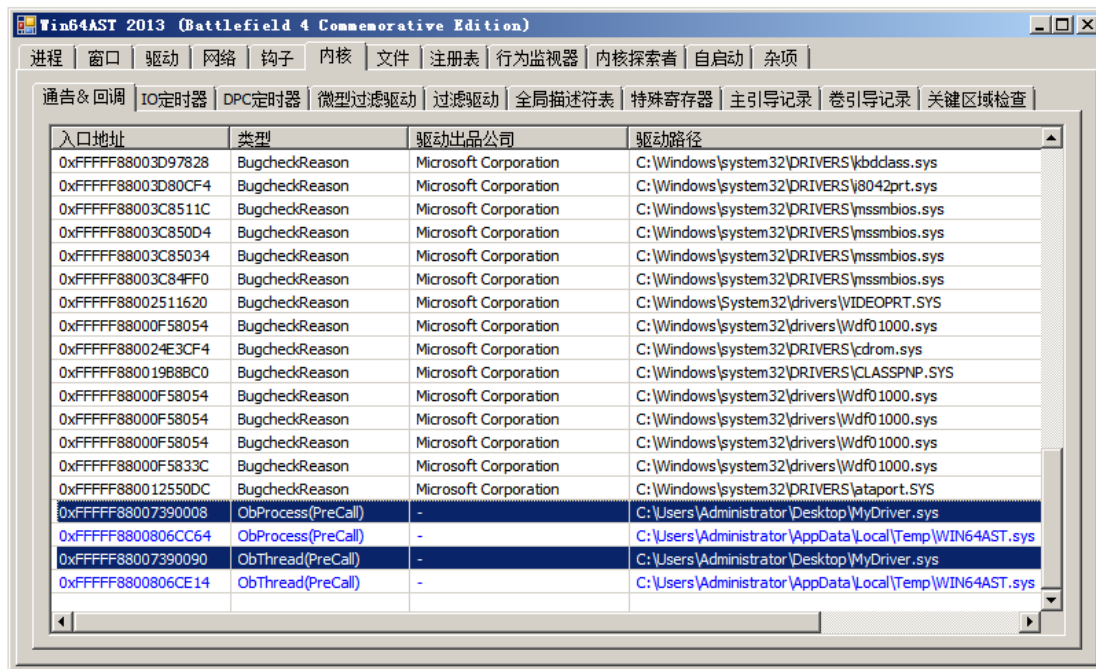 Win64AST 2013 (Battlefield 4 Commemorative Edition)
进程 窗口 驱动 网络 钩子 内核 文件 注册表 行为监视器 内核探索者 自启动 杂项
通告&回调 IO定时器 DPC定时器 微型过滤驱动 过滤驱动 全局描述符表 特殊寄存器 主引导记录 卷引导记录 关键区域检查
入口地址 类型 驱动出品公司 驱动路径
0xFFFFF88003D97828 BugcheckReason Microsoft Corporation C:\Windows\system32\DRIVERS\kbdclass.sys
0xFFFFF88003D80CF4 BugcheckReason Microsoft Corporation C:\Windows\system32\DRIVERS\i8042prt.sys
0xFFFFF88003C8511C BugcheckReason Microsoft Corporation C:\Windows\system32\DRIVERS\mssmbios.sys
0xFFFFF88003C850D4 BugcheckReason Microsoft Corporation C:\Windows\system32\DRIVERS\mssmbios.sys
0xFFFFF88003C85034 BugcheckReason Microsoft Corporation C:\Windows\system32\DRIVERS\mssmbios.sys
0xFFFFF88003C84FF0 BugcheckReason Microsoft Corporation C:\Windows\system32\DRIVERS\mssmbios.sys
0xFFFFF88002511620 BugcheckReason Microsoft Corporation C:\Windows\System32\drivers\VIDEOPRT.SYS
0xFFFFF88000F58054 BugcheckReason Microsoft Corporation C:\Windows\system32\drivers\Wdf01000.sys
0xFFFFF880024E3CF4 BugcheckReason Microsoft Corporation C:\Windows\system32\DRIVERS\cdrom.sys
0xFFFFF880019B8BC0 BugcheckReason Microsoft Corporation C:\Windows\system32\DRIVERS\CLASSPNP.SYS
0xFFFFF88000F58054 BugcheckReason Microsoft Corporation C:\Windows\system32\drivers\Wdf01000.sys
0xFFFFF88000F58054 BugcheckReason Microsoft Corporation C:\Windows\system32\drivers\Wdf01000.sys
0xFFFFF88000F58054 BugcheckReason Microsoft Corporation C:\Windows\system32\drivers\Wdf01000.sys
0xFFFFF88000F5833C BugcheckReason Microsoft Corporation C:\Windows\system32\drivers\Wdf01000.sys
0xFFFFF880012550DC BugcheckReason Microsoft Corporation C:\Windows\system32\DRIVERS\ataport.SYS
0xFFFFF88007390008 ObProcess(PreCall) - C:\Users\Administrator\Desktop\MyDriver.sys
0xFFFFF8800806CC64 ObProcess(PreCall) - C:\Users\Administrator\AppData\Local\Temp\WIN64AST.sys
0xFFFFF88007390090 ObThread(PreCall) - C:\Users\Administrator\Desktop\MyDriver.sys
0xFFFFF8800806CE14 ObThread(PreCall) - C:\Users\Administrator\AppData\Local\Temp\WIN64AST.sys